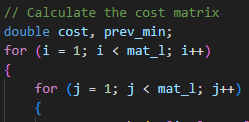 // Calculate the cost matrix
double cost, prev_min;
for (i = 1; i < mat_l; i++)
{
    for (j = 1; j < mat_l; j++)
    {